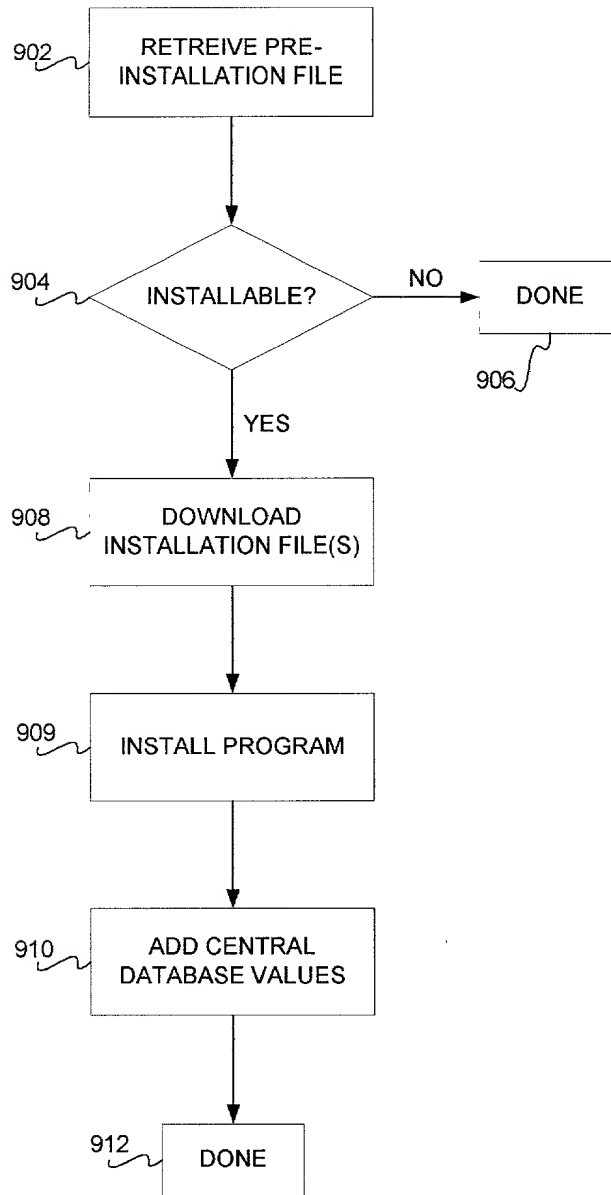 902
RETREIVE PRE-
INSTALLATION FILE
904
INSTALLABLE?
NO
DONE
906
YES
908
DOWNLOAD
INSTALLATION FILE(S)
909
INSTALL PROGRAM
910
ADD CENTRAL
DATABASE VALUES
912
DONE